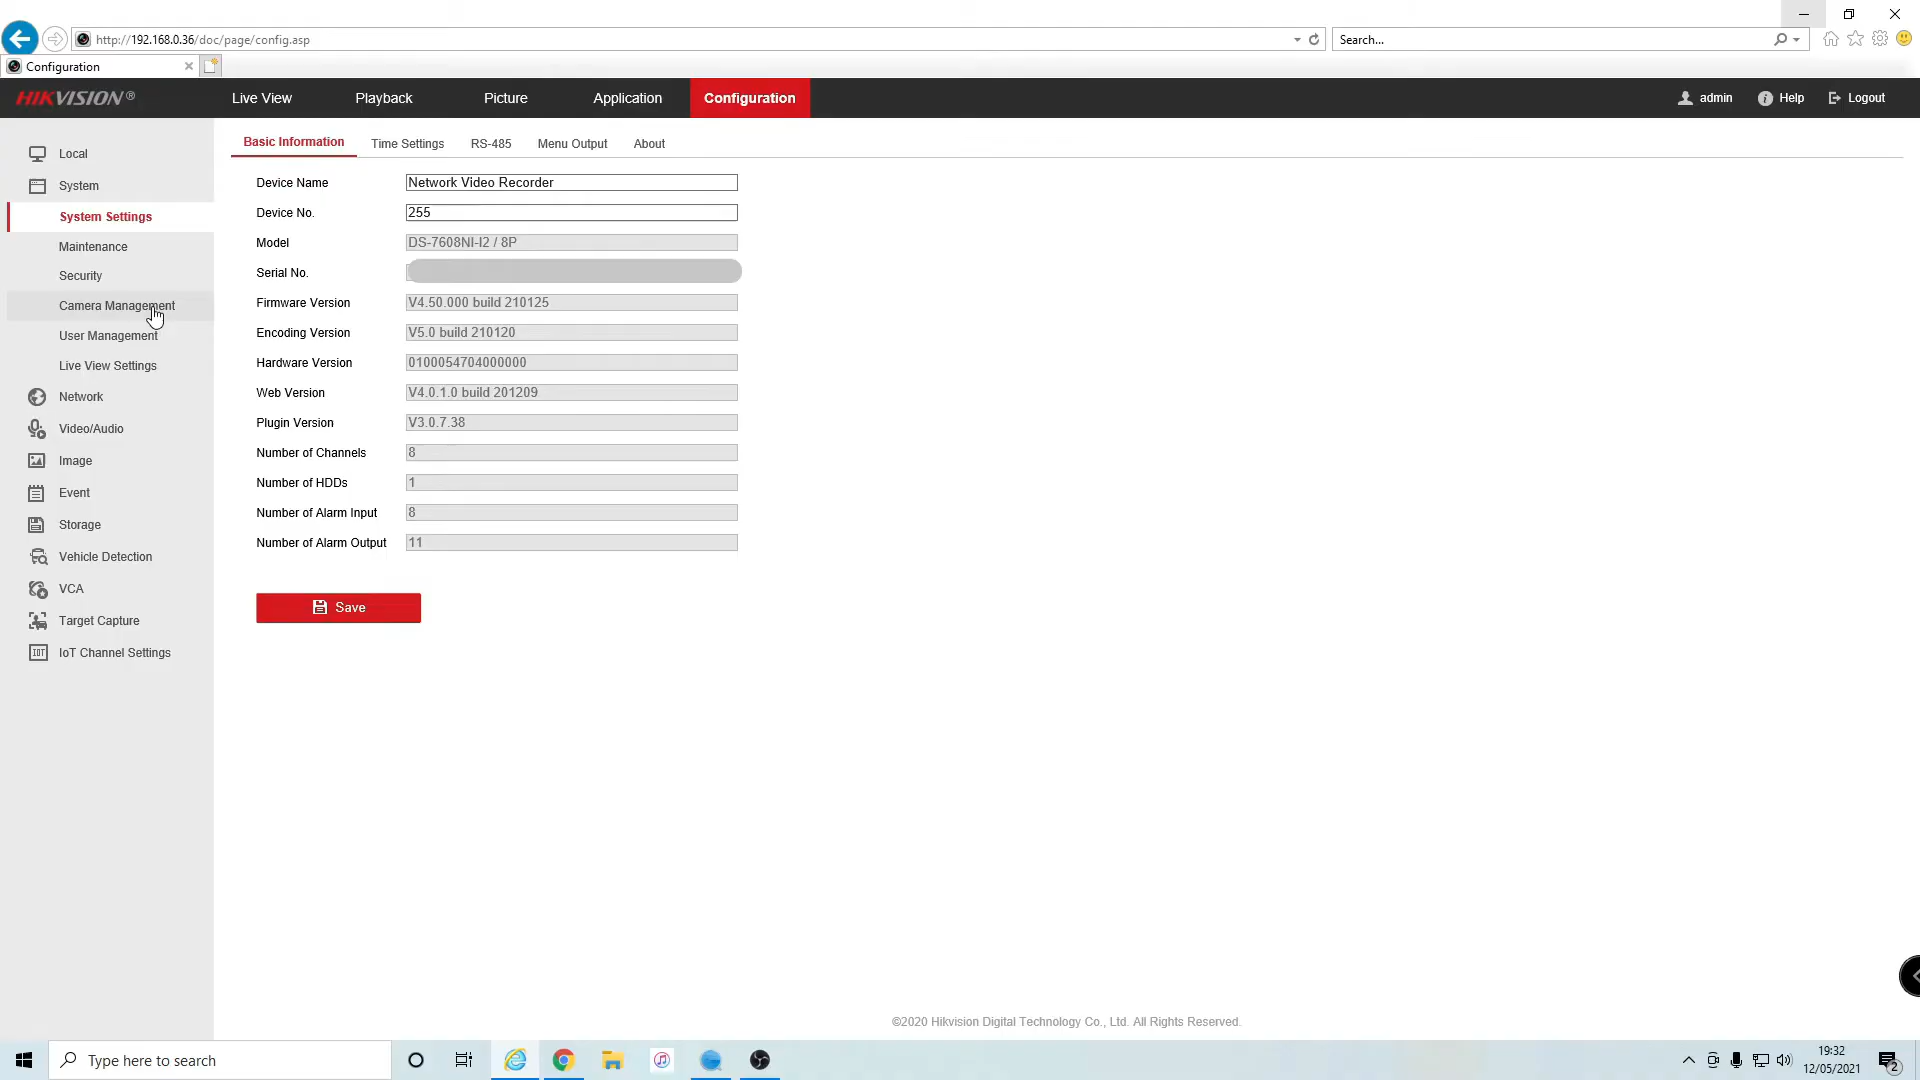 http://192.168.0.36/doc/page/config.asp
Search...
Configuration
HIKVISION®
Live View
Playback
Picture
Application
Configuration
admin
Help
Logout
Local
System
System Settings
Maintenance
Security
Camera Management
User Management
Live View Settings
Network
Video/Audio
Image
Event
Storage
Vehicle Detection
VCA
Target Capture
IOT
IoT Channel Settings
Basic Information
Time Settings
RS-485
Menu Output
About
Device Name
Network Video Recorder
Device No.
255
Model
DS-7608NI-I2 / 8P
Serial No.
Firmware Version
V4.50.000 build 210125
Encoding Version
V5.0 build 210120
Hardware Version
0100054704000000
Web Version
V4.0.1.0 build 201209
Plugin Version
V3.0.7.38
Number of Channels
8
Number of HDDs
1
Number of Alarm Input
8
Number of Alarm Output
11
Save
©2020 Hikvision Digital Technology Co., Ltd. All Rights Reserved.
Type here to search
19:32
12/05/2021
2